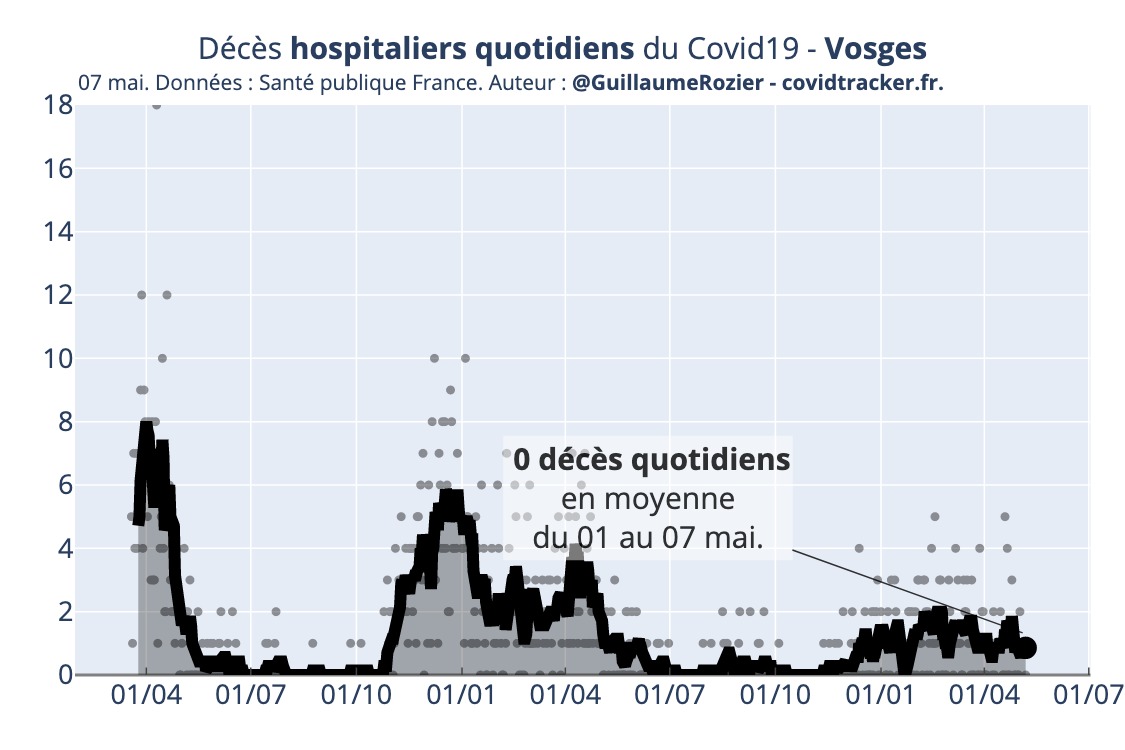 Décès hospitaliers quotidiens du Covid19 - Vosges
07 mai. Données : Santé publique France. Auteur : @GuillaumeRozier - covidtracker.fr.
18
16
14
12
10
8
6
4
2
0
0 décès quotidiens
en moyenne
du 01 au 07 mai.
01/04 01/07 01/10 01/01 01/04 01/07 01/10 01/01 01/04 01/07